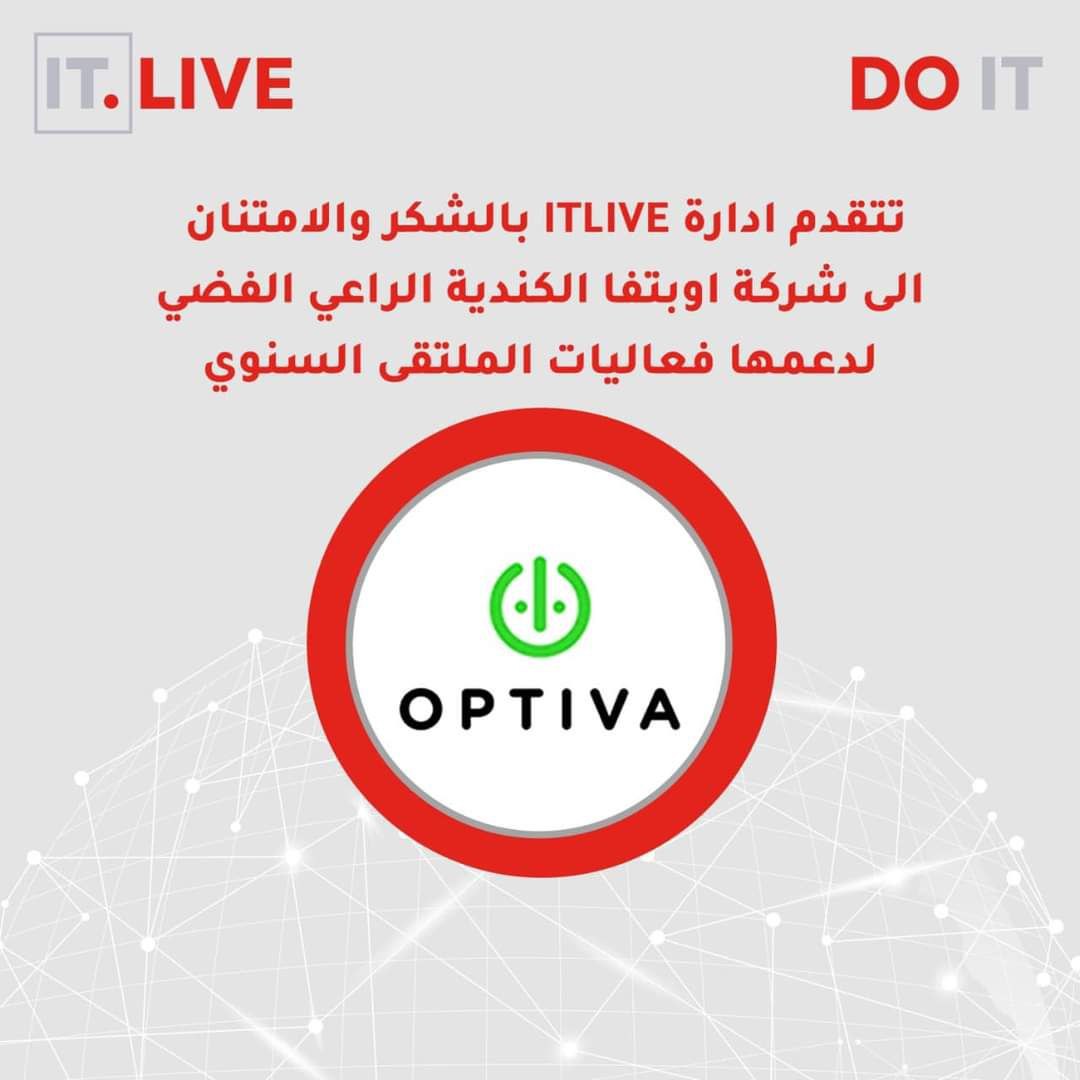 IT. LIVE
DO IT
تتقدم ادارة ITLIVE بالشكر والامتنان
الى شركة اوبتفا الكندية الراعي الفضي
لدعمها فعاليات الملتقى السنوي
OPTIVA